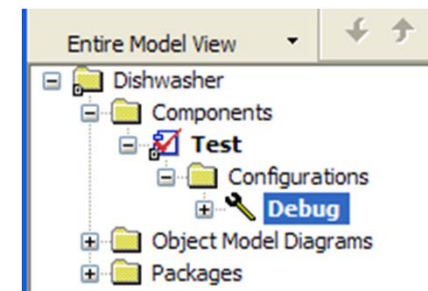 Entire Model View
Dishwasher
Components
Test
Configurations
Debug
Object Model Diagrams
Packages